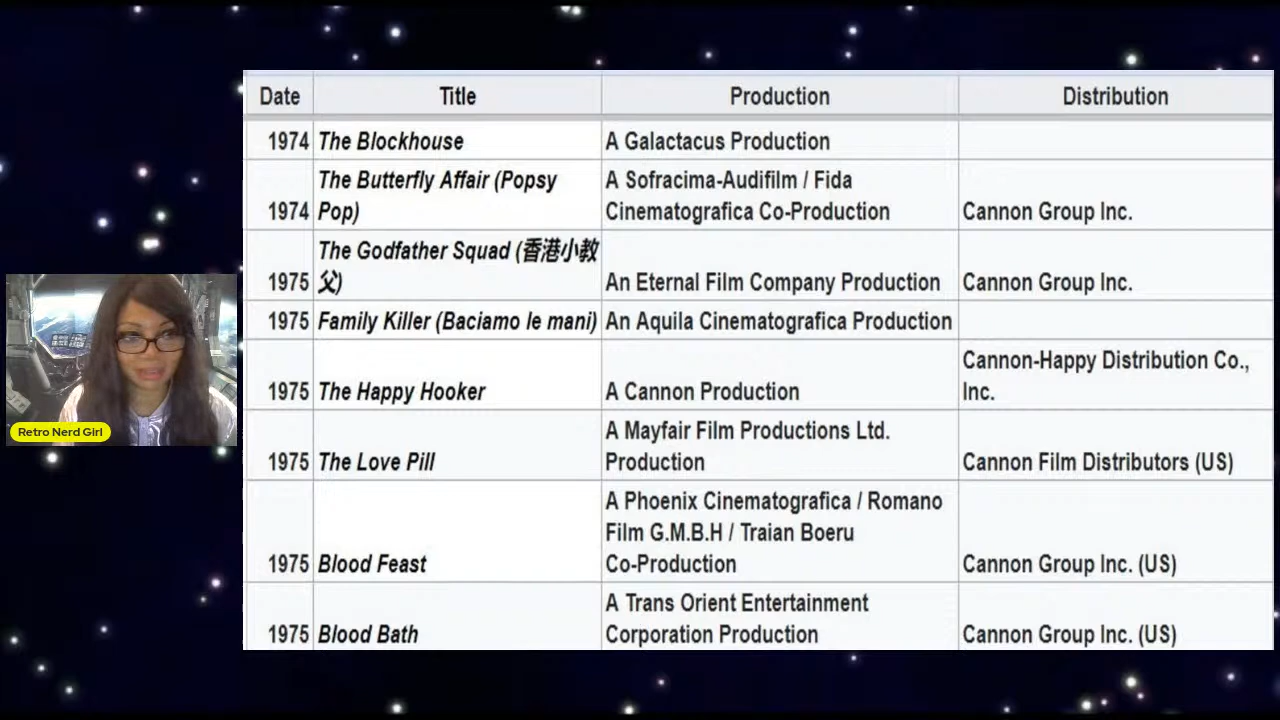 Date Title Production Distribution
1974 The Blockhouse A Galactacus Production
The Butterfly Affair (Popsy A Sofracima-Audifilm / Fida
1974 Pop) Cinematografica Co-Production Cannon Group Inc.
The Godfather Squad (香港小教
1975 父) An Eternal Film Company Production Cannon Group Inc.
1975 Family Killer (Baciamo le mani) An Aquila Cinematografica Production
Cannon-Happy Distribution Co.,
1975 The Happy Hooker A Cannon Production Inc.
A Mayfair Film Productions Ltd.
1975 The Love Pill Production Cannon Film Distributors (US)
A Phoenix Cinematografica / Romano
Film G.M.B.H / Traian Boeru
1975 Blood Feast Co-Production Cannon Group Inc. (US)
A Trans Orient Entertainment
1975 Blood Bath Corporation Production Cannon Group Inc. (US)
Retro Nerd Girl